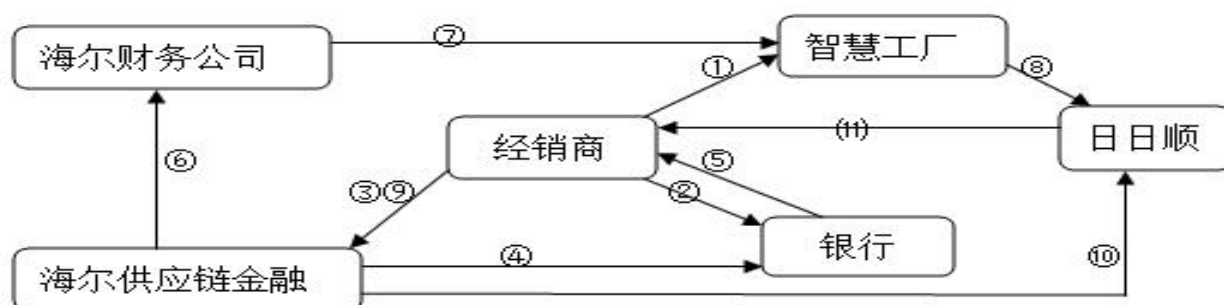 ⑦
海尔财务公司
智慧工厂
①
⑧
(11)
日日顺
经销商
⑥
⑤
③⑨
②
银行
④
⑩
海尔供应链金融